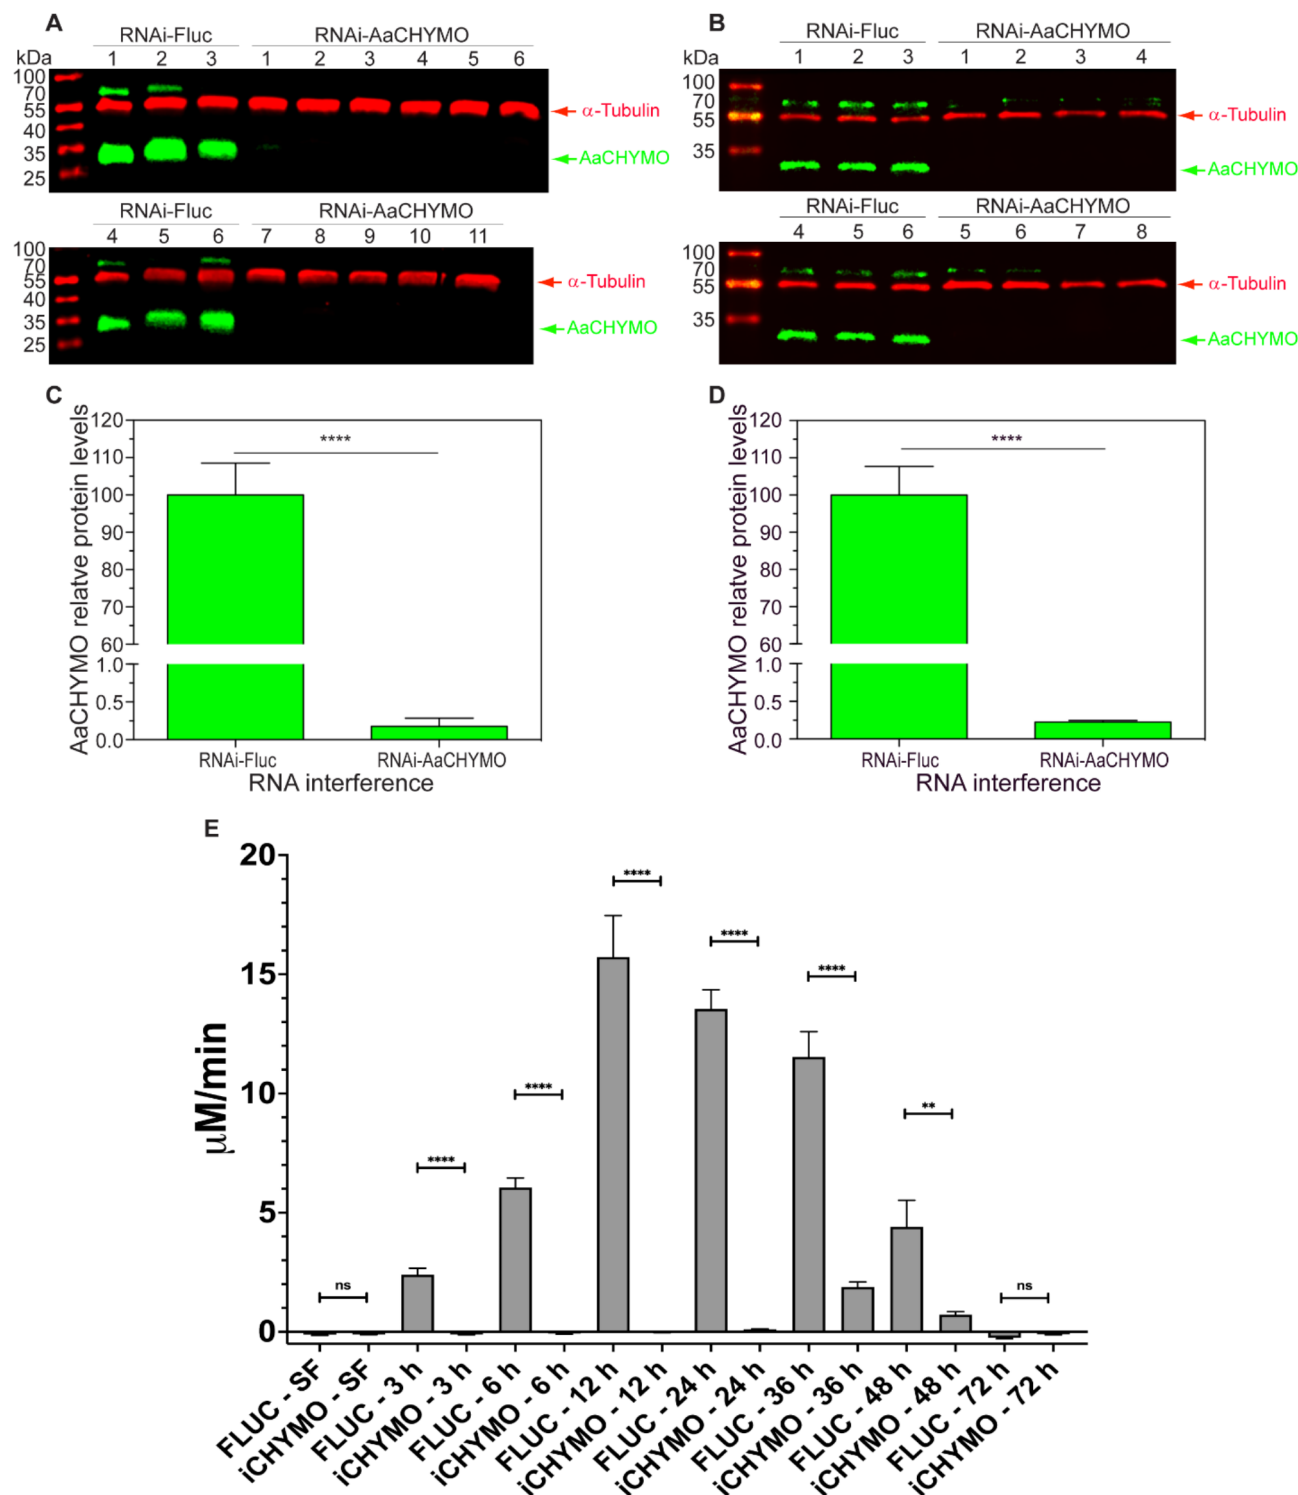 A
RNAi-Fluc RNAi-AaCHYMO
kDa 1 2 3 1 2 3 4 5 6
100
70
55
40
35
25
α-Tubulin
AaCHYMO
RNAi-Fluc RNAi-AaCHYMO
4 5 6 7 8 9 10 11
100
70
55
40
35
25
α-Tubulin
AaCHYMO
B
RNAi-Fluc RNAi-AaCHYMO
kDa 1 2 3 1 2 3 4
100
70
55
35
α-Tubulin
AaCHYMO
RNAi-Fluc RNAi-AaCHYMO
4 5 6 5 6 7 8
100
70
55
35
α-Tubulin
AaCHYMO
C
AaCHYMO relatve protein levels
120
110
100
90
80
70
60
1.0
0.5
0.0
****
RNAi-Fluc RNAi-AaCHYMO
RNA interference
D
AaCHYMO relatve protein levels
120
110
100
90
80
70
60
1.0
0.5
0.0
****
RNAi-Fluc RNAi-AaCHYMO
RNA interference
E
µM/min
20
15
10
5
0
ns
****
****
****
****
****
**
ns
FLUC - SF
iCHYMO - SF
FLUC - 3 h
iCHYMO - 3 h
FLUC - 6 h
iCHYMO - 6 h
FLUC - 12 h
iCHYMO - 12 h
FLUC - 24 h
iCHYMO - 24 h
FLUC - 36 h
iCHYMO - 36 h
FLUC - 48 h
iCHYMO - 48 h
FLUC - 72 h
iCHYMO - 72 h